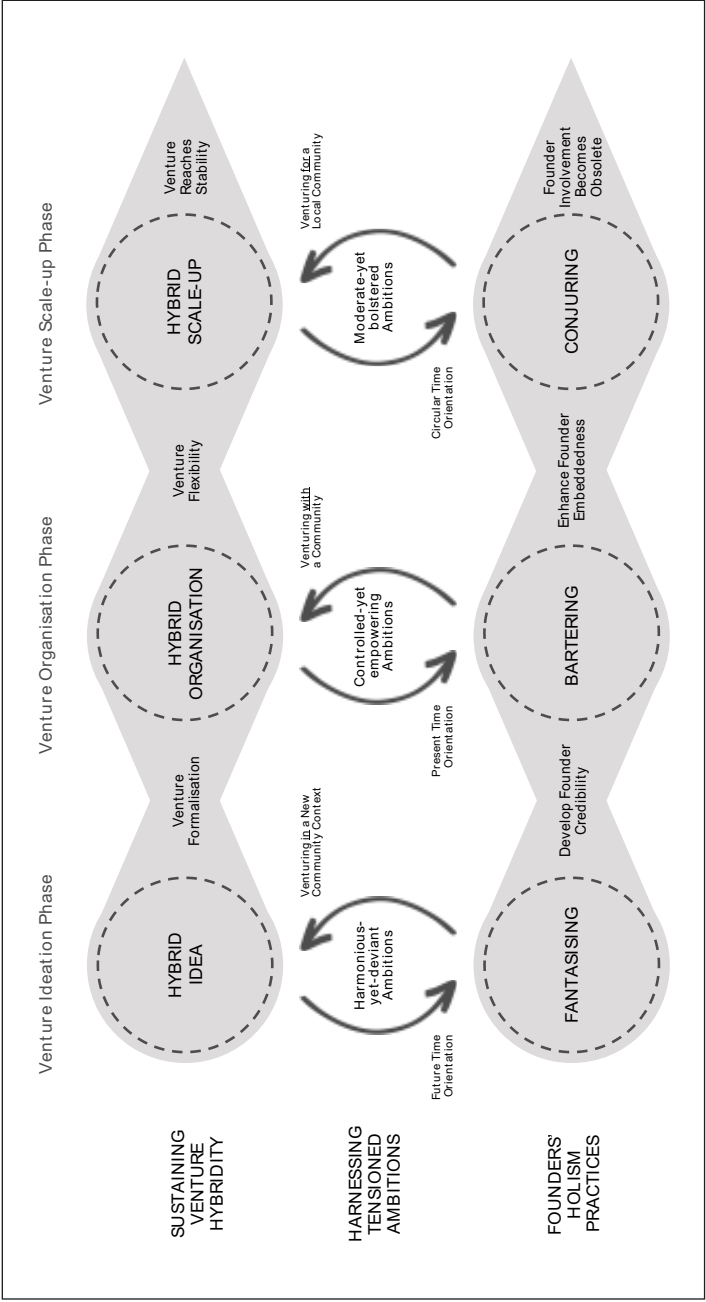 Venture Ideation Phase
Venture Organisation Phase
Venture Scale-up Phase
SUSTAINING
VENTURE
HYBRIDITY
HYBRID
IDEA
Venture
Formalisation
HYBRID
ORGANISATION
Venture
Flexibility
HYBRID
SCALE-UP
Venture
Reaches
Stability
HARNESSING
TENSIONED
AMBITIONS
Future Time
Orientation
Harmonious-
yet-deviant
Ambitions
Venturing in a New
Community Context
Present Time
Orientation
Controlled-yet
empowering
Ambitions
Venturing with
a Community
Circular Time
Orientation
Moderate-yet
bolstered
Ambitions
Venturing for a
Local Community
FOUNDERS'
HOLISM
PRACTICES
FANTASISING
Develop Founder
Credibility
BARTERING
Enhance Founder
Embeddedness
CONJURING
Founder
Involvement
Becomes
Obsolete